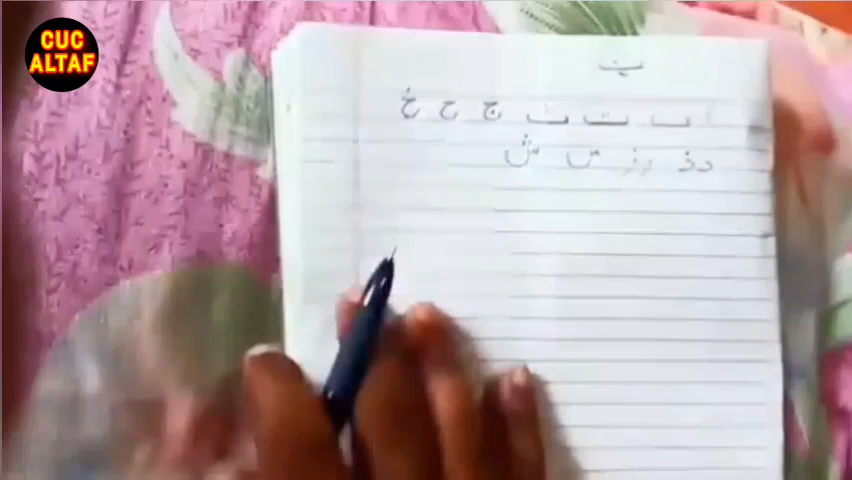 CUC
ALTAF
ا ب ت ث ج ح خ
د ذ ر ز س ش